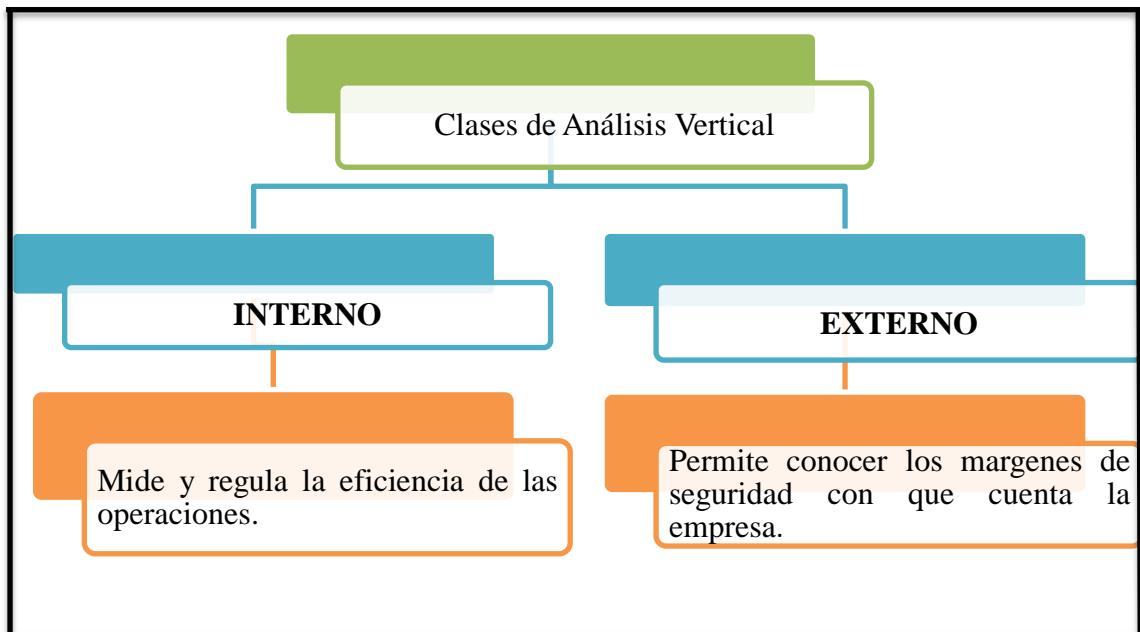 Clases de Análisis Vertical
INTERNO
EXTERNO
Mide y regula la eficiencia de las
operaciones.
Permite conocer los margenes de
seguridad con que cuenta la
empresa.